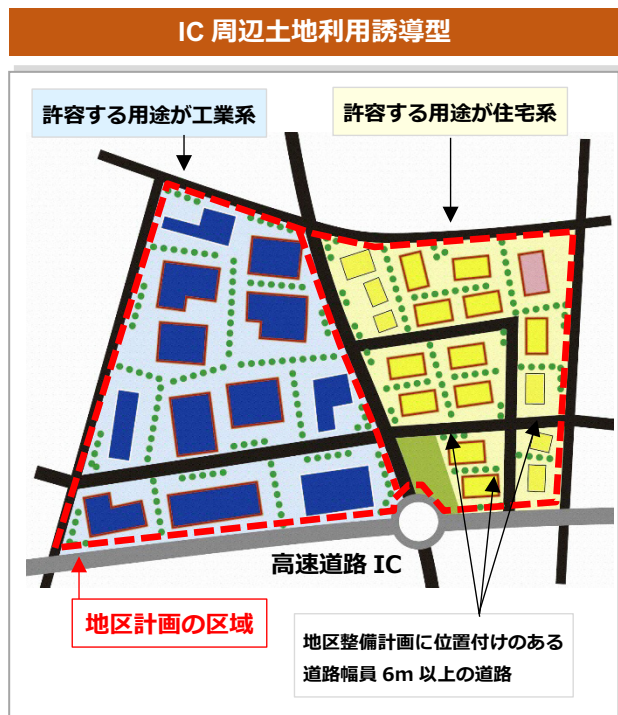 IC 周辺土地利用誘導型
許容する用途が工業系
許容する用途が住宅系
高速道路 IC
地区計画の区域
地区整備計画に位置付けのある
道路幅員 6m 以上の道路